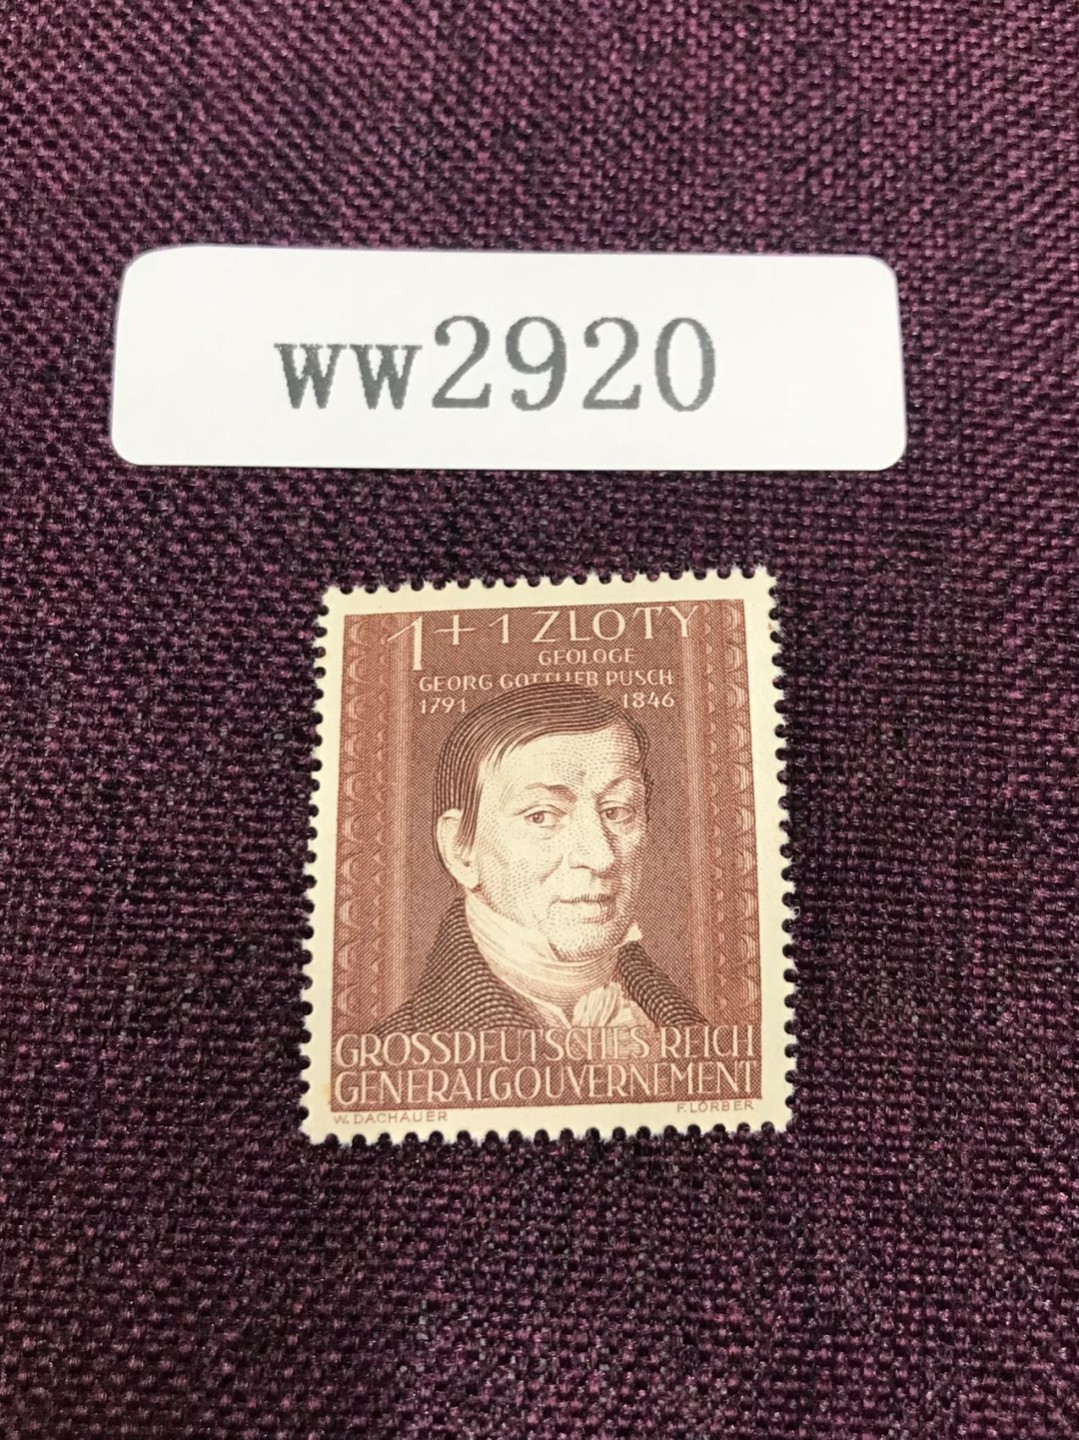 ww2920
1+1 ZLOTY
GEOLOGE
GEORG GOTTLIEB PUSCH
1791 1846
GROSSDEUTSCHES REICH
GENERALGOUVERNEMENT
W. DACHAUER F. LORBER